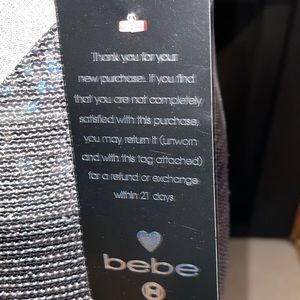 Thank you for your
new purchase. If you find
that you are not completely
satisfied with this purchase,
you may return it (unworn
and with this tag attached)
for a refund or exchange
within 21 days.
bebe